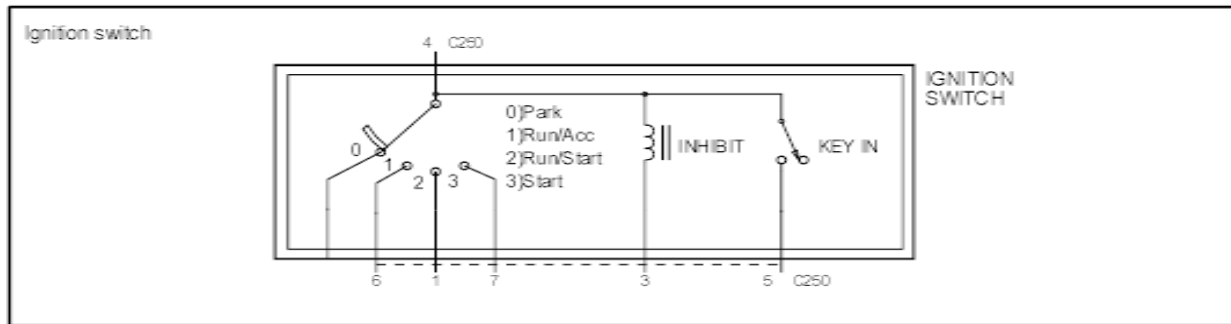 Ignition switch
4 C250
IGNITION
SWITCH
0)Park
1)Run/Acc
2)Run/Start
3)Start
INHIBIT
KEY IN
0
1
2
3
6
1
7
3
5
C250